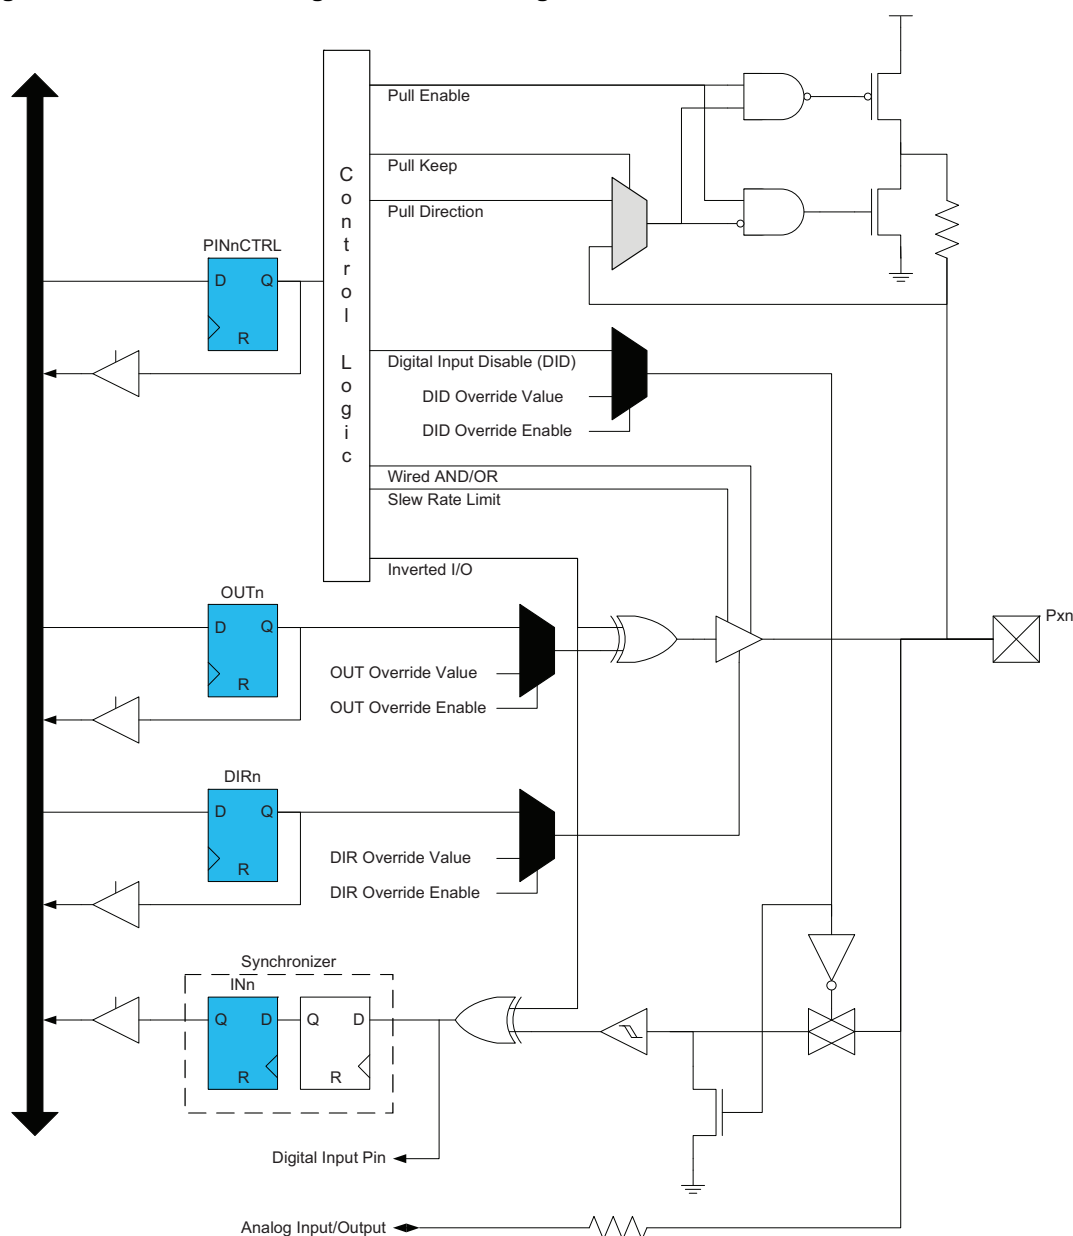 Pull Enable
Pull Keep
Pull Direction
Control Logic
PINnCTRL
D Q
R
Digital Input Disable (DID)
DID Override Value
DID Override Enable
Wired AND/OR
Slew Rate Limit
Inverted I/O
OUTn
D Q
R
Pxn
OUT Override Value
OUT Override Enable
DIRn
D Q
R
DIR Override Value
DIR Override Enable
Synchronizer
INn
Q D
R
Q D
R
Digital Input Pin
Analog Input/Output